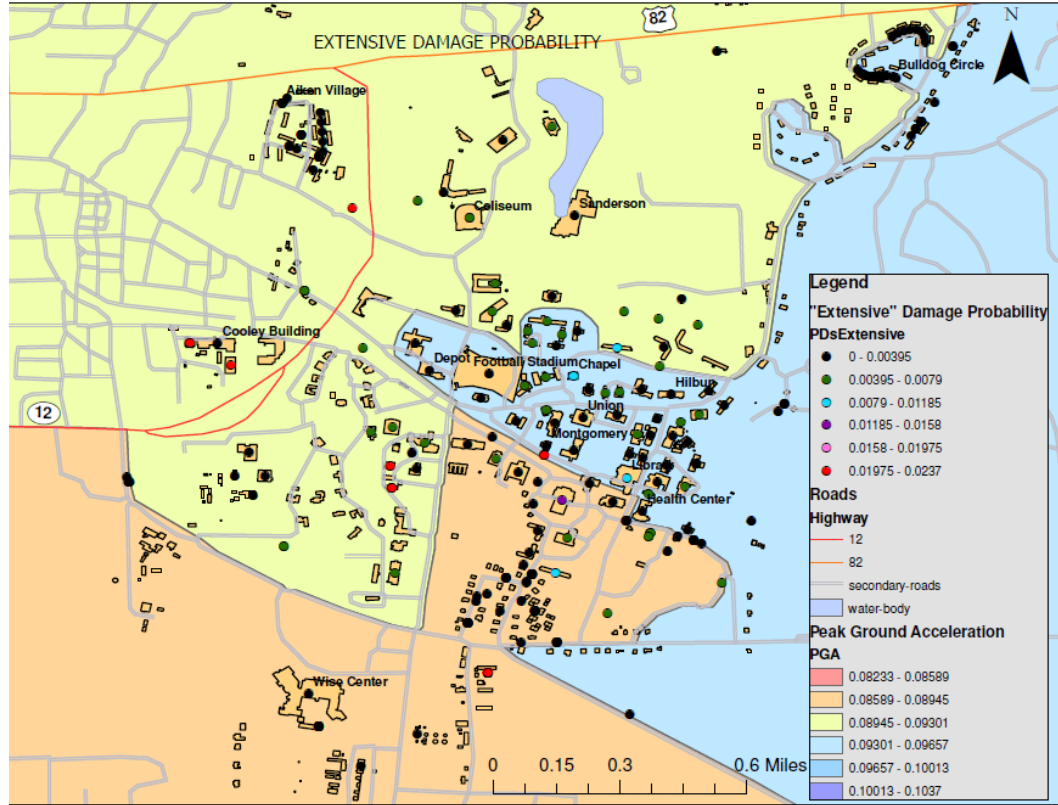 82
N
EXTENSIVE DAMAGE PROBABILITY
Bulldog Circle
Aiken Village
Coliseum
Sanderson
Cooley Building
Depot
Football Stadium
Chapel
Hilbun
Union
12
Montgomery
Library
Health Center
Wise Center
0 0.15 0.3 0.6 Miles
Legend
"Extensive" Damage Probability
PDsExtensive
0 - 0.00395
0.00395 - 0.0079
0.0079 - 0.01185
0.01185 - 0.0158
0.0158 - 0.01975
0.01975 - 0.0237
Roads
Highway
12
82
secondary-roads
water-body
Peak Ground Acceleration
PGA
0.08233 - 0.08589
0.08589 - 0.08945
0.08945 - 0.09301
0.09301 - 0.09657
0.09657 - 0.10013
0.10013 - 0.1037